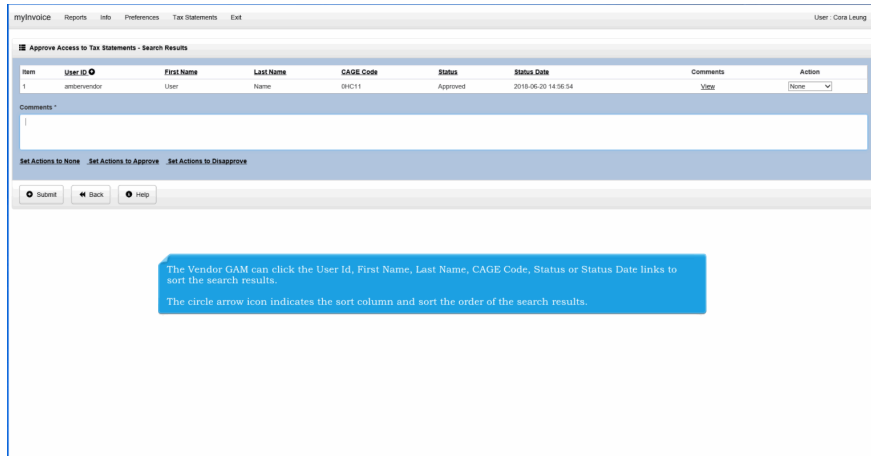 myInvoice Reports Info Preferences Tax Statements Exit User : Cora Leung
Approve Access to Tax Statements - Search Results
Item User ID First Name Last Name CAGE Code Status Status Date Comments Action
1 ambervendor User Name 0HC11 Approved 2018-06-20 14:56:54 View None
Comments *
Set Actions to None Set Actions to Approve Set Actions to Disapprove
Submit Back Help
The Vendor GAM can click the User Id, First Name, Last Name, CAGE Code, Status or Status Date links to
sort the search results.
The circle arrow icon indicates the sort column and sort the order of the search results.